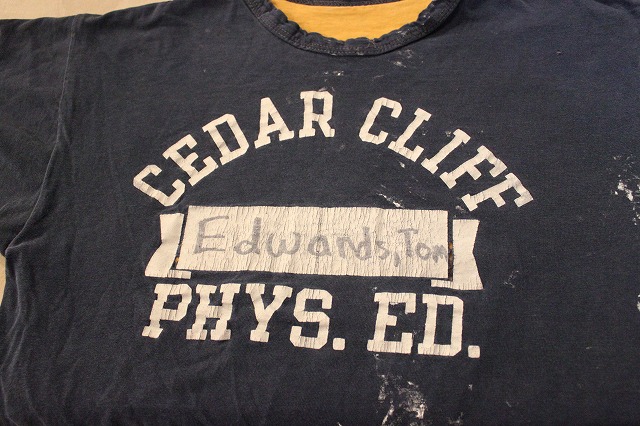 CEDAR CLIFF
Edwards, Tom
PHYS. ED.